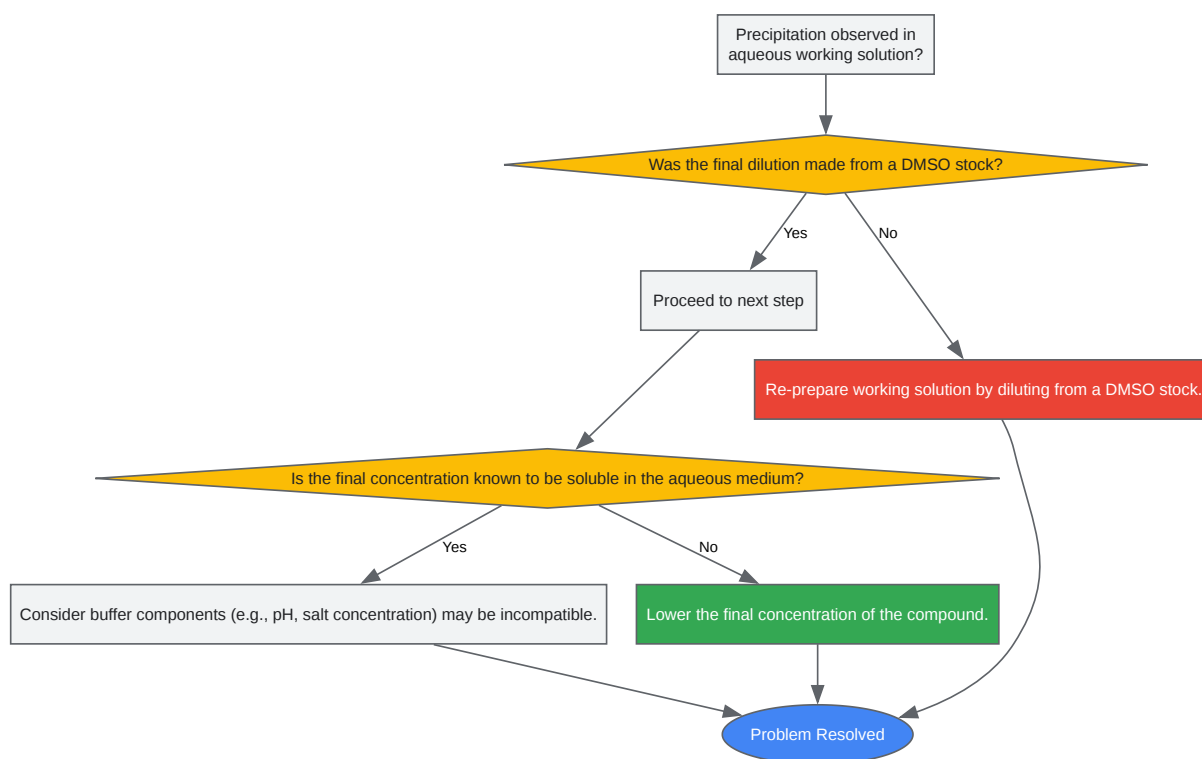 Precipitation observed in
aqueous working solution?
Was the final dilution made from a DMSO stock?
Yes
No
Proceed to next step
Re-prepare working solution by diluting from a DMSO stock.
Is the final concentration known to be soluble in the aqueous medium?
Yes
No
Consider buffer components (e.g., pH, salt concentration) may be incompatible.
Lower the final concentration of the compound.
Problem Resolved